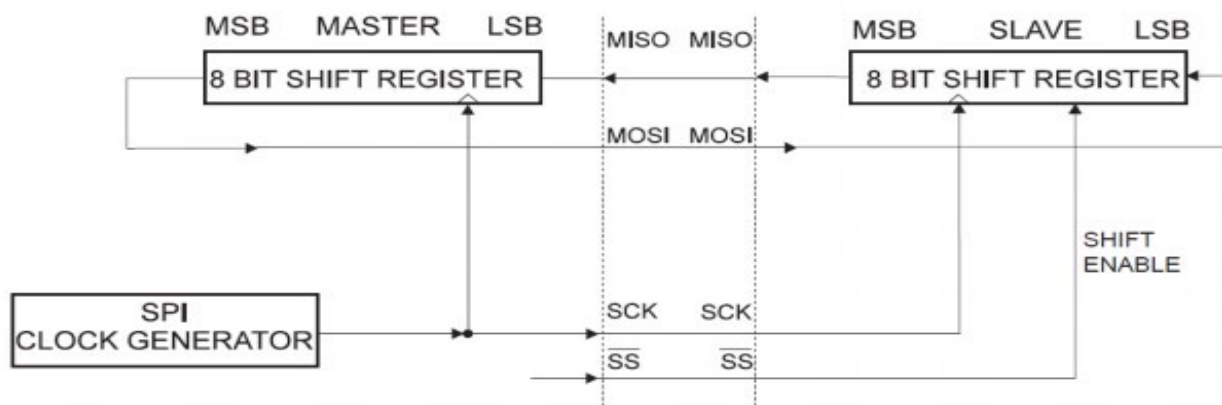 MSB MASTER LSB
8 BIT SHIFT REGISTER
MISO MISO
MSB SLAVE LSB
8 BIT SHIFT REGISTER
MOSI MOSI
SHIFT
ENABLE
SPI
CLOCK GENERATOR
SCK SCK
SS SS